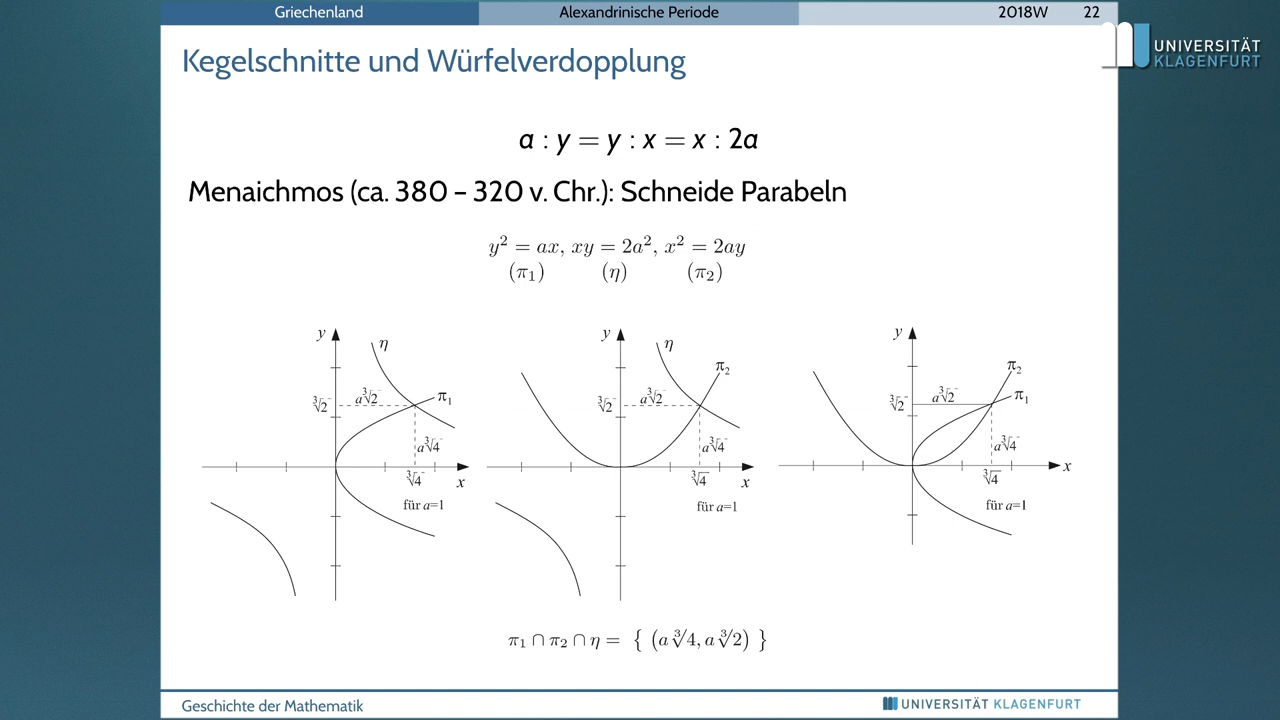 Griechenland Alexandrinische Periode 2018W 22
UNIVERSITÄT
KLAGENFURT
Kegelschnitte und Würfelverdopplung
a : y = y : x = x : 2a
Menaichmos (ca. 380 – 320 v. Chr.): Schneide Parabeln
y² = ax, xy = 2a², x² = 2ay
(π₁) (η) (π₂)
y η π₁ ∛2 a∛2 a∛4 ∛4 x für a=1
y η π₂ ∛2 a∛2 a∛4 ∛4 x für a=1
y π₂ π₁ ∛2 a∛2 a∛4 ∛4 x für a=1
π₁ ∩ π₂ ∩ η = { (a∛4, a∛2) }
Geschichte der Mathematik UNIVERSITÄT KLAGENFURT